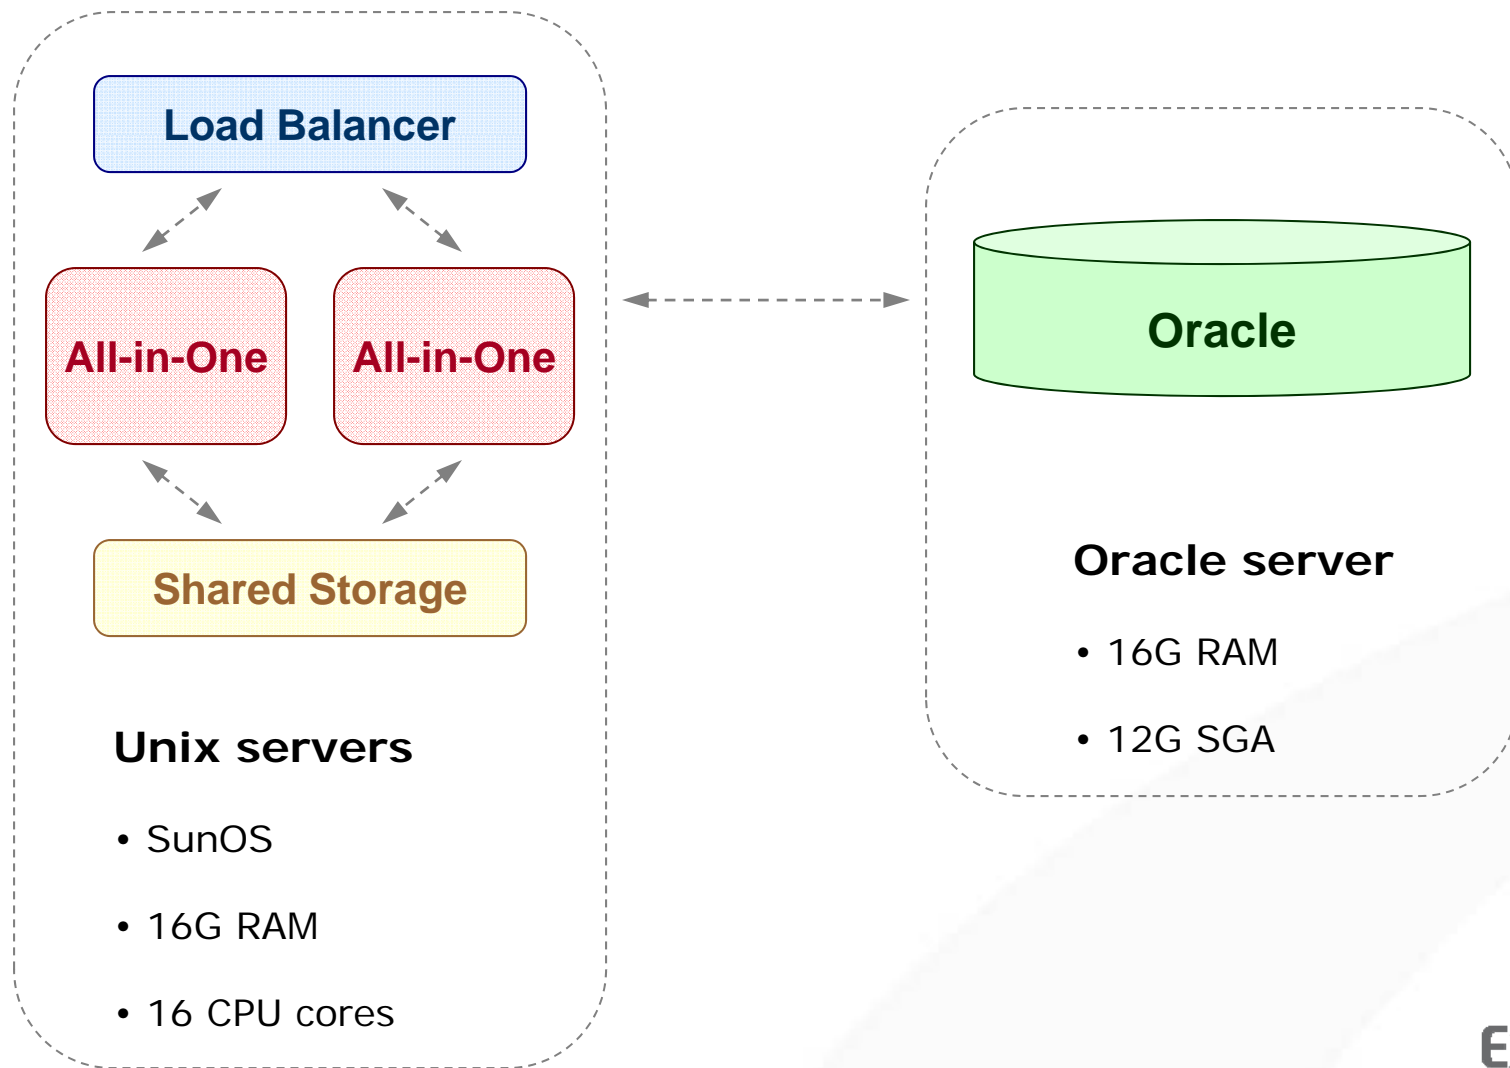 Load Balancer
All-in-One All-in-One
Shared Storage
Unix servers
• SunOS
• 16G RAM
• 16 CPU cores
Oracle
Oracle server
• 16G RAM
• 12G SGA
E